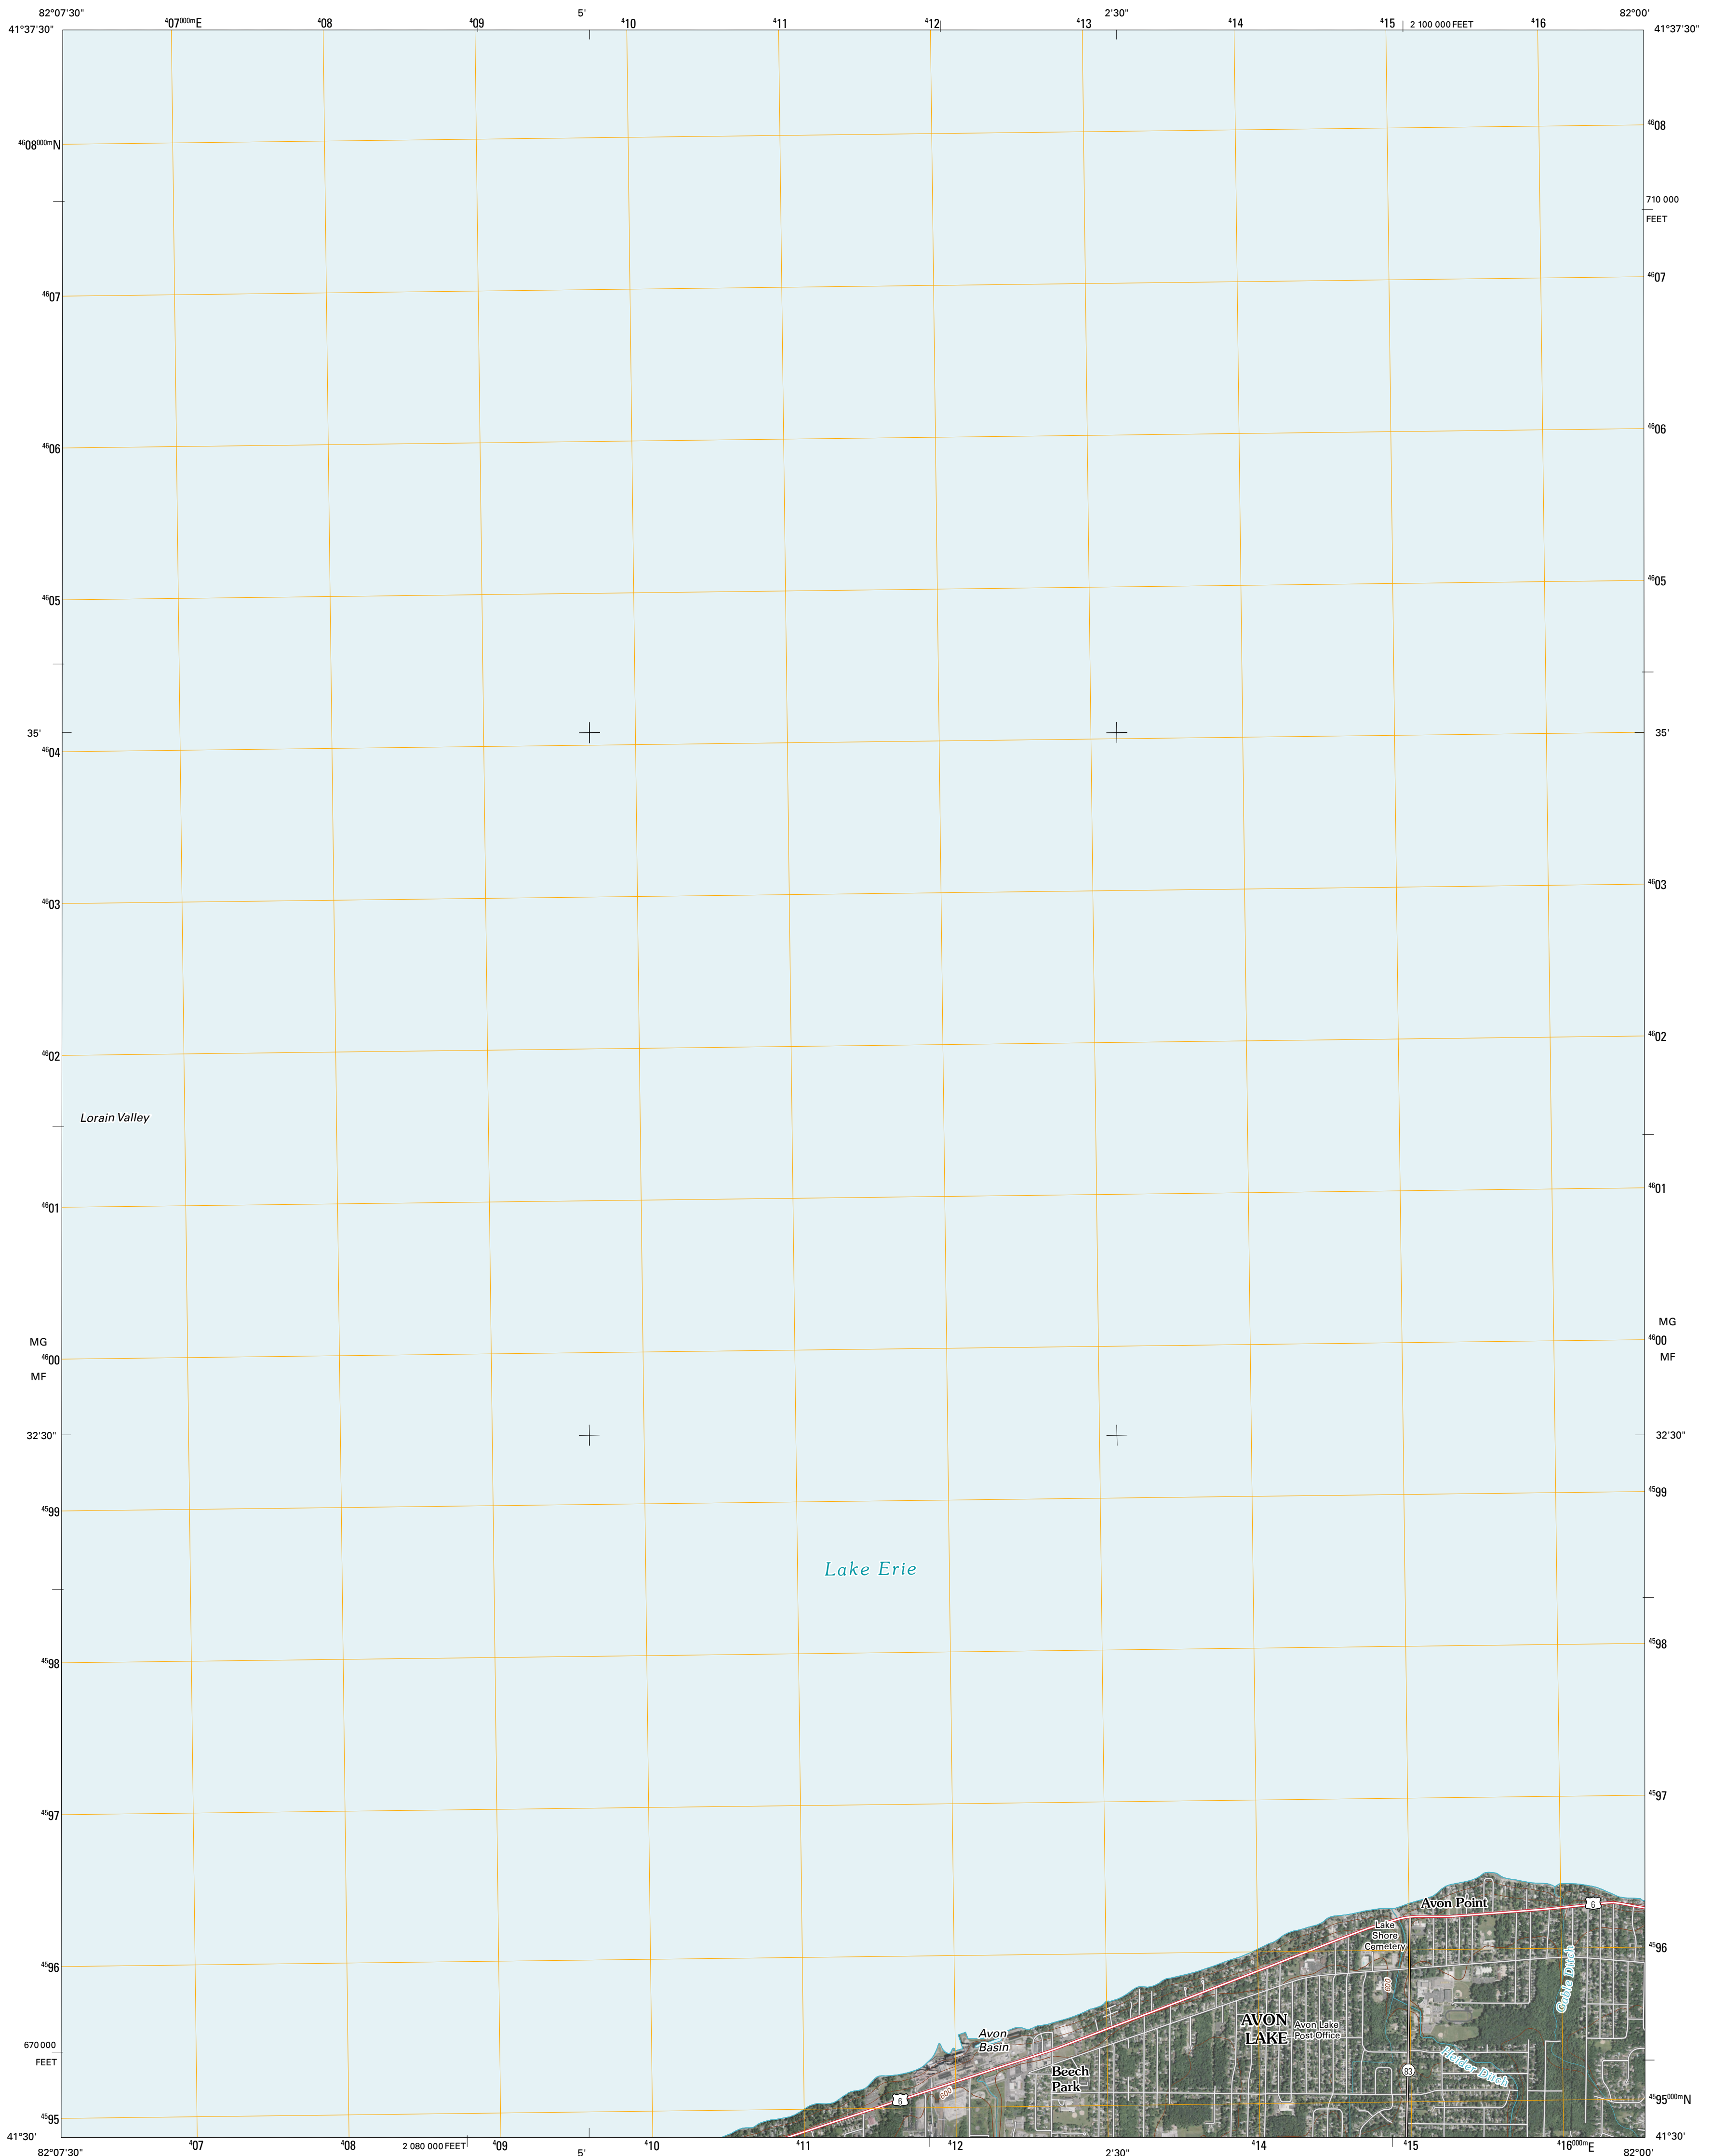 82°07'30"
⁴07⁰⁰⁰ᵐE
⁴08
⁴09
5'
⁴10
⁴11
⁴12
⁴13
2'30"
⁴14
⁴15
2 100 000 FEET
⁴16
82°00'
41°37'30"
41°37'30"
⁴⁶08
⁴⁶08⁰⁰⁰ᵐN
710 000
FEET
⁴⁶07
⁴⁶07
⁴⁶06
⁴⁶06
⁴⁶05
⁴⁶05
35'
35'
⁴⁶04
⁴⁶03
⁴⁶03
⁴⁶02
⁴⁶02
Lorain Valley
⁴⁶01
⁴⁶01
MG
⁴⁶00
MF
MG
⁴⁶00
MF
32'30"
32'30"
⁴⁵99
⁴⁵99
Lake Erie
⁴⁵98
⁴⁵98
⁴⁵97
⁴⁵97
Avon Point
6
Lake
Shore
Cemetery
⁴⁵96
⁴⁵96
Gable Ditch
600
AVON
LAKE
Avon Lake
Post Office
Avon
Basin
670 000
FEET
Heider Ditch
83
Beech
Park
600
6
⁴⁵95⁰⁰⁰ᵐN
⁴⁵95
41°30'
41°30'
82°07'30"
⁴07
⁴08
2 080 000 FEET
⁴09
5'
⁴10
⁴11
⁴12
2'30"
⁴14
⁴15
⁴16⁰⁰⁰ᵐE
82°00'